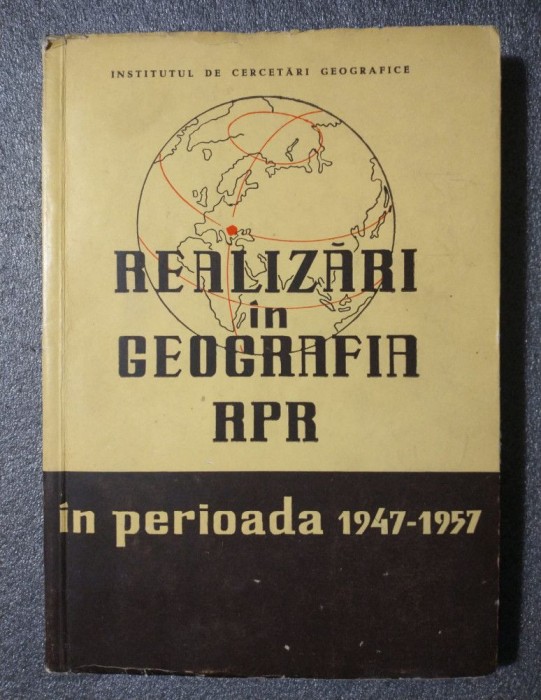 INSTITUTUL DE CERCETĂRI GEOGRAFICE
REALIZĂRI
în
GEOGRAFIA
RPR
în perioada 1947-1957